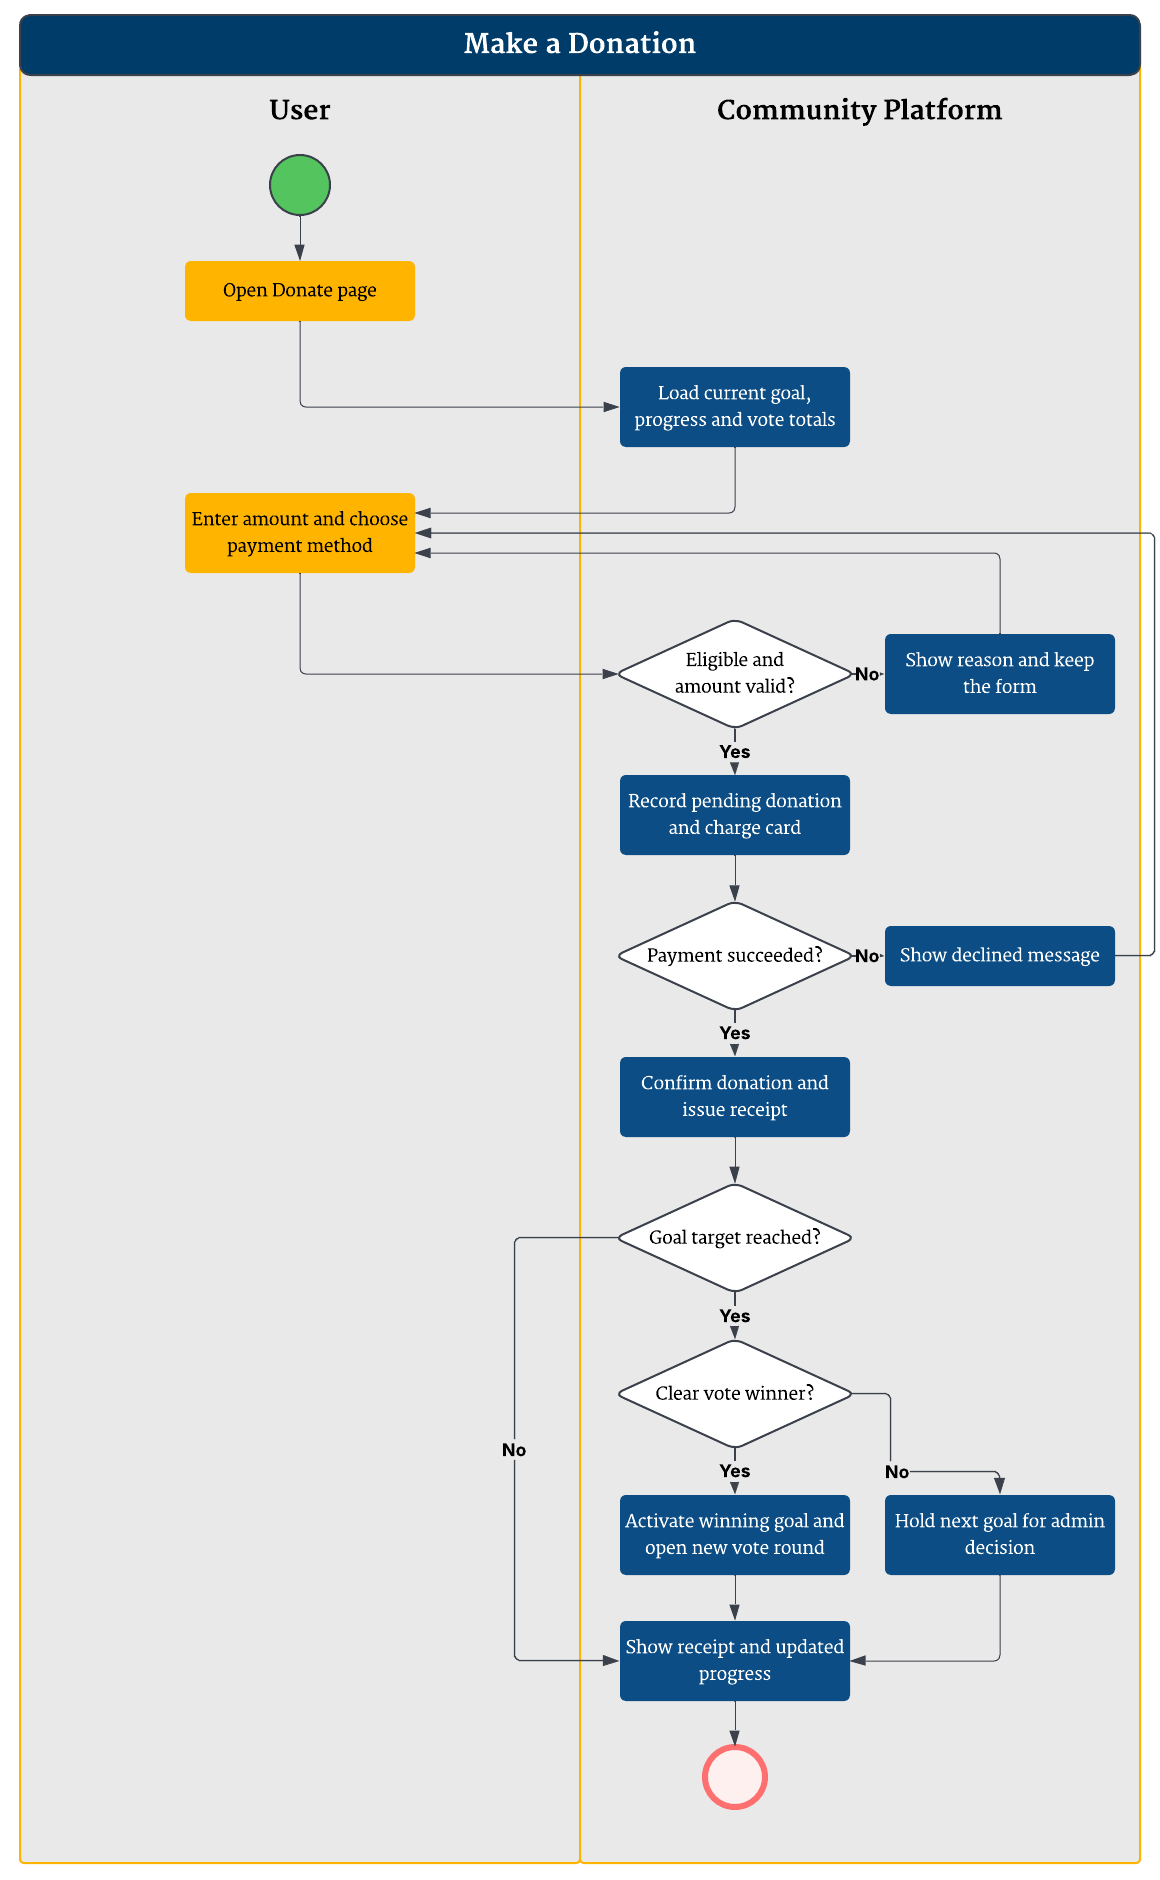 Make a Donation
User
Community Platform
Open Donate page
Load current goal,
progress and vote totals
Enter amount and choose
payment method
Eligible and
amount valid?
No
Show reason and keep
the form
Yes
Record pending donation
and charge card
Payment succeeded?
No
Show declined message
Yes
Confirm donation and
issue receipt
Goal target reached?
Yes
Clear vote winner?
No
Yes
No
Activate winning goal and
open new vote round
Hold next goal for admin
decision
Show receipt and updated
progress